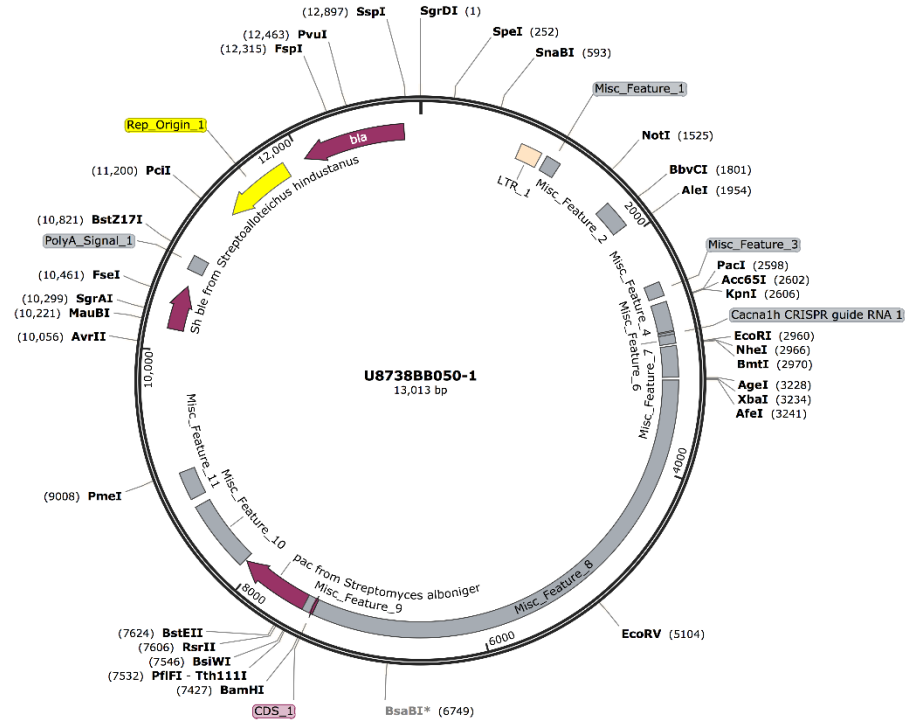 (12,897) SspI
SgrDI (1)
(12,463) PvuI
SpeI (252)
(12,315) FspI
SnaBI (593)
Misc_Feature_1
Rep_Origin_1
bla
12,000
NotI (1525)
LTR_1
Misc_Feature_2
BbvCI (1801)
(11,200) PciI
AleI (1954)
2000
(10,821) BstZ17I
PolyA_Signal_1
Sh ble from Streptoalloteichus hindustanus
Misc_Feature_3
PacI (2598)
(10,461) FseI
Acc65I (2602)
KpnI (2606)
(10,299) SgrAI
Misc_Feature_4
Cacna1h CRISPR guide RNA 1
(10,221) MauBI
EcoRI (2960)
(10,056) AvrII
Misc_Feature_6
NheI (2966)
BmtI (2970)
10,000
Misc_Feature_7
U8738BB050-1
13,013 bp
AgeI (3228)
XbaI (3234)
AfeI (3241)
Misc_Feature_11
4000
(9008) PmeI
Misc_Feature_10
pac from Streptomyces alboniger
Misc_Feature_8
8000
Misc_Feature_9
(7624) BstEII
EcoRV (5104)
(7606) RsrII
6000
(7546) BsiWI
(7532) PflFI - Tth111I
(7427) BamHI
CDS_1
BsaBI* (6749)